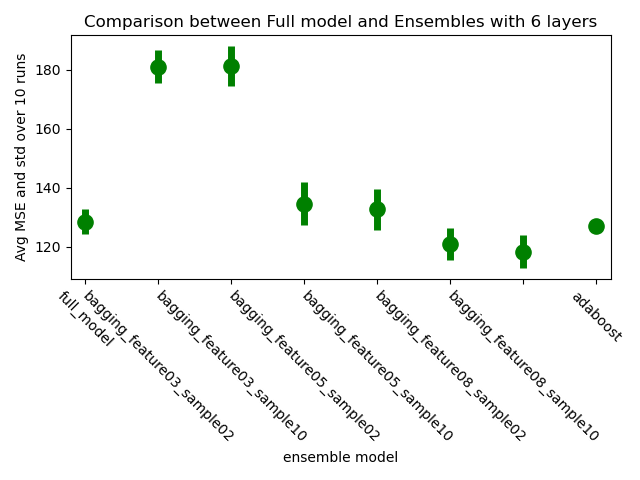 Comparison between Full model and Ensembles with 6 layers
Avg MSE and std over 10 runs
180
160
140
120
full_model
bagging_feature03_sample02
bagging_feature03_sample10
bagging_feature05_sample02
bagging_feature05_sample10
bagging_feature08_sample02
bagging_feature08_sample10
adaboost
ensemble model